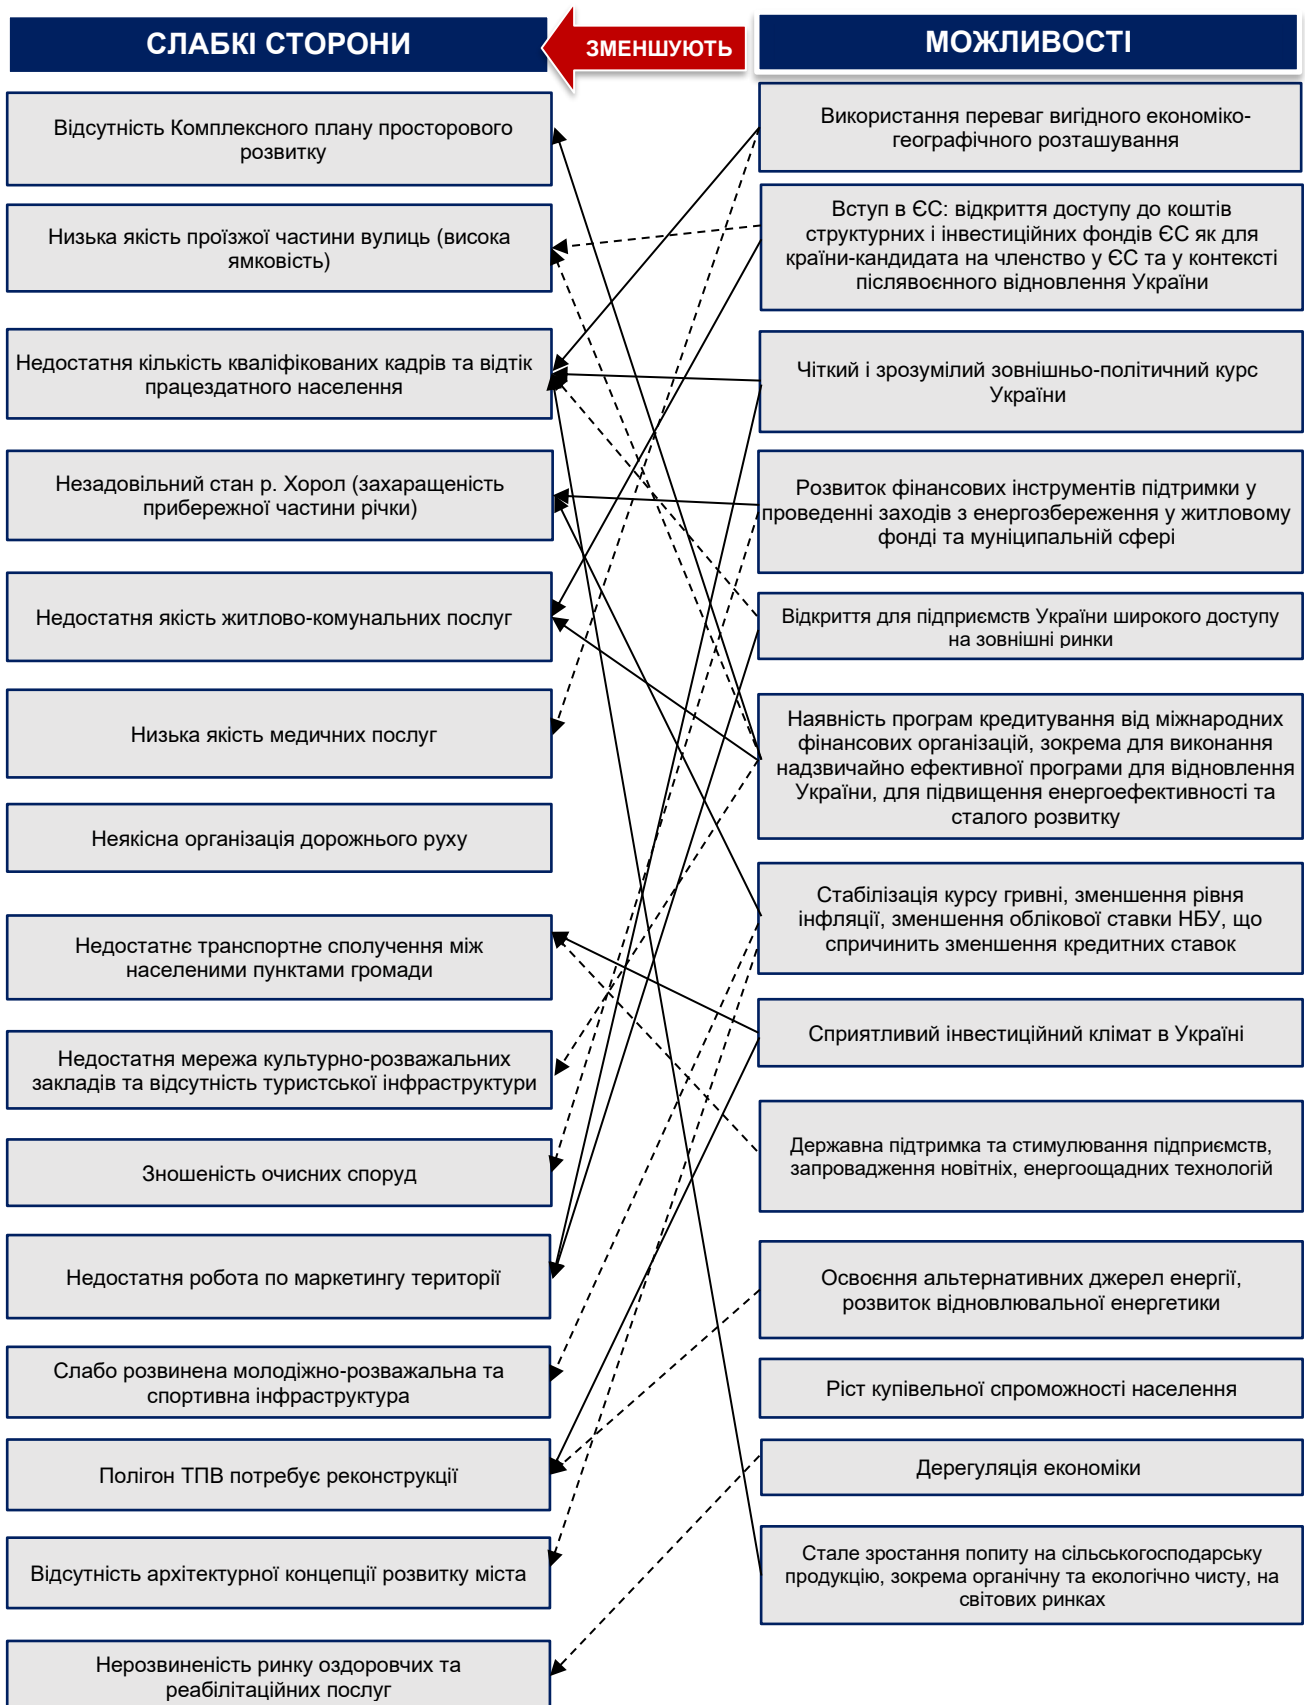 СЛАБКІ СТОРОНИ
ЗМЕНШУЮТЬ
МОЖЛИВОСТІ
Відсутність Комплексного плану просторового
розвитку
Низька якість проїзжої частини вулиць (висока
ямковість)
Недостатня кількість кваліфікованих кадрів та відтік
працездатного населення
Незадовільний стан р. Хорол (захаращеність
прибережної частини річки)
Недостатня якість житлово-комунальних послуг
Низька якість медичних послуг
Неякісна організація дорожнього руху
Недостатнє транспортне сполучення між
населеними пунктами громади
Недостатня мережа культурно-розважальних
закладів та відсутність туристської інфраструктури
Зношеність очисних споруд
Недостатня робота по маркетингу території
Слабо розвинена молодіжно-розважальна та
спортивна інфраструктура
Полігон ТПВ потребує реконструкції
Відсутність архітектурної концепції розвитку міста
Нерозвиненість ринку оздоровчих та
реабілітаційних послуг
Використання переваг вигідного економіко-
географічного розташування
Вступ в ЄС: відкриття доступу до коштів
структурних і інвестиційних фондів ЄС як для
країни-кандидата на членство у ЄС та у контексті
післявоєнного відновлення України
Чіткий і зрозумілий зовнішньо-політичний курс
України
Розвиток фінансових інструментів підтримки у
проведенні заходів з енергозбереження у житловому
фонді та муніципальній сфері
Відкриття для підприємств України широкого доступу
на зовнішні ринки
Наявність програм кредитування від міжнародних
фінансових організацій, зокрема для виконання
надзвичайно ефективної програми для відновлення
України, для підвищення енергоефективності та
сталого розвитку
Стабілізація курсу гривні, зменшення рівня
інфляції, зменшення облікової ставки НБУ, що
спричинить зменшення кредитних ставок
Сприятливий інвестиційний клімат в Україні
Державна підтримка та стимулювання підприємств,
запровадження новітніх, енергоощадних технологій
Освоєння альтернативних джерел енергії,
розвиток відновлювальної енергетики
Ріст купівельної спроможності населення
Дерегуляція економіки
Стале зростання попиту на сільськогосподарську
продукцію, зокрема органічну та екологічно чисту, на
світових ринках